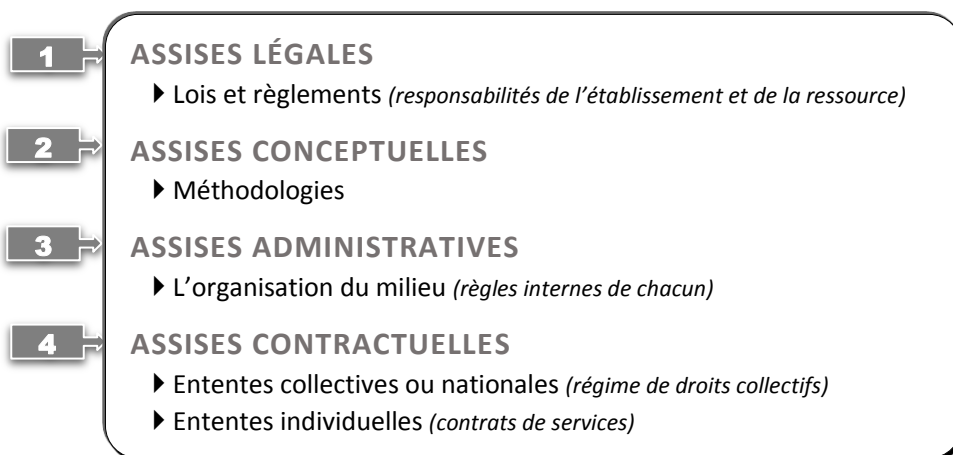 1 ASSISES LÉGALES
Lois et règlements (responsabilités de l’établissement et de la ressource)
2 ASSISES CONCEPTUELLES
Méthodologies
3 ASSISES ADMINISTRATIVES
L’organisation du milieu (règles internes de chacun)
4 ASSISES CONTRACTUELLES
Ententes collectives ou nationales (régime de droits collectifs)
Ententes individuelles (contrats de services)